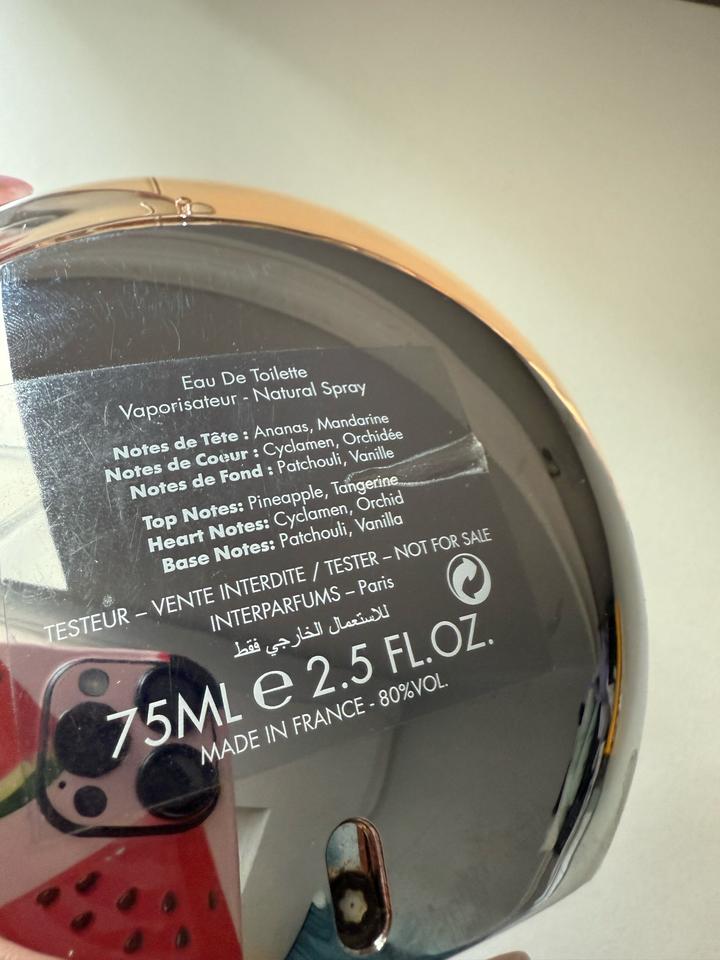 Eau De Toilette
Vaporisateur - Natural Spray
Notes de Tête : Ananas, Mandarine
Notes de Coeur : Cyclamen, Orchidée
Notes de Fond : Patchouli, Vanille
Top Notes: Pineapple, Tangerine
Heart Notes: Cyclamen, Orchid
Base Notes: Patchouli, Vanilla
TESTEUR – VENTE INTERDITE / TESTER – NOT FOR SALE
INTERPARFUMS – Paris
للاستعمال الخارجي فقط
75ML e 2.5 FL.OZ.
MADE IN FRANCE - 80%VOL.